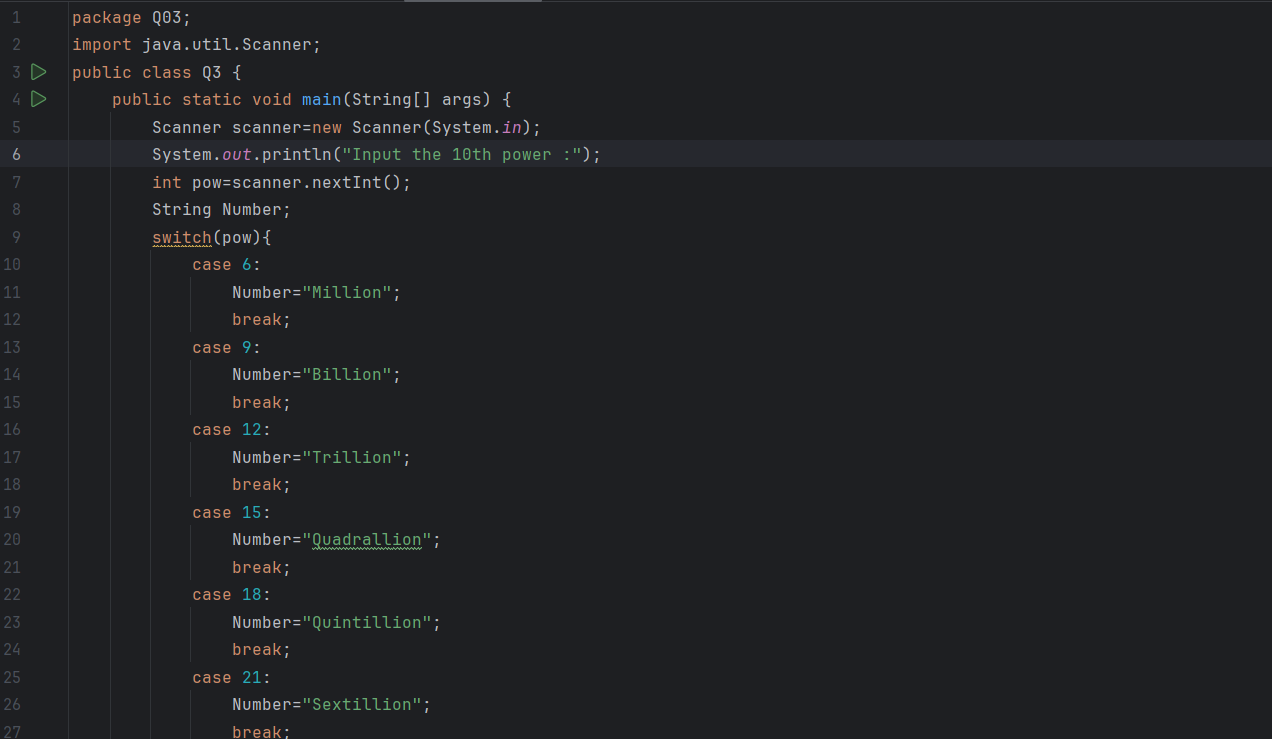 1 package Q03;
2 import java.util.Scanner;
3 public class Q3 {
4 public static void main(String[] args) {
5 Scanner scanner=new Scanner(System.in);
6 System.out.println("Input the 10th power :");
7 int pow=scanner.nextInt();
8 String Number;
9 switch(pow){
10 case 6:
11 Number="Million";
12 break;
13 case 9:
14 Number="Billion";
15 break;
16 case 12:
17 Number="Trillion";
18 break;
19 case 15:
20 Number="Quadrallion";
21 break;
22 case 18:
23 Number="Quintillion";
24 break;
25 case 21:
26 Number="Sextillion";
27 break;